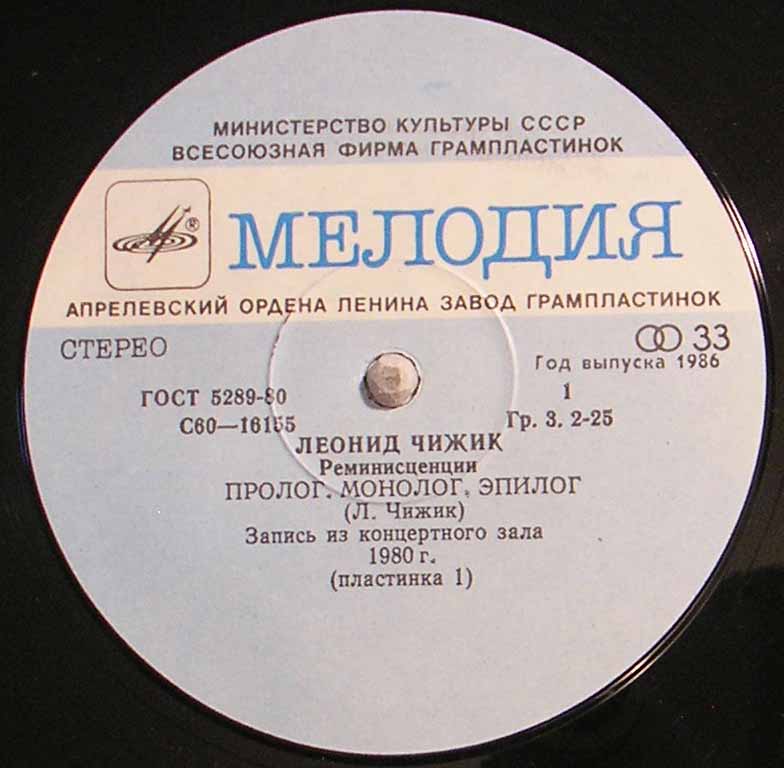 МИНИСТЕРСТВО КУЛЬТУРЫ СССР
ВСЕСОЮЗНАЯ ФИРМА ГРАМПЛАСТИНОК
® МЕЛОДИЯ
АПРЕЛЕВСКИЙ ОРДЕНА ЛЕНИНА ЗАВОД ГРАМПЛАСТИНОК
СТЕРЕО
33
Год выпуска 1986
ГОСТ 5289-80
1
С60—16155
Гр. 3. 2-25
ЛЕОНИД ЧИЖИК
Реминисценции
ПРОЛОГ. МОНОЛОГ. ЭПИЛОГ
(Л. Чижик)
Запись из концертного зала
1980 г.
(пластинка 1)